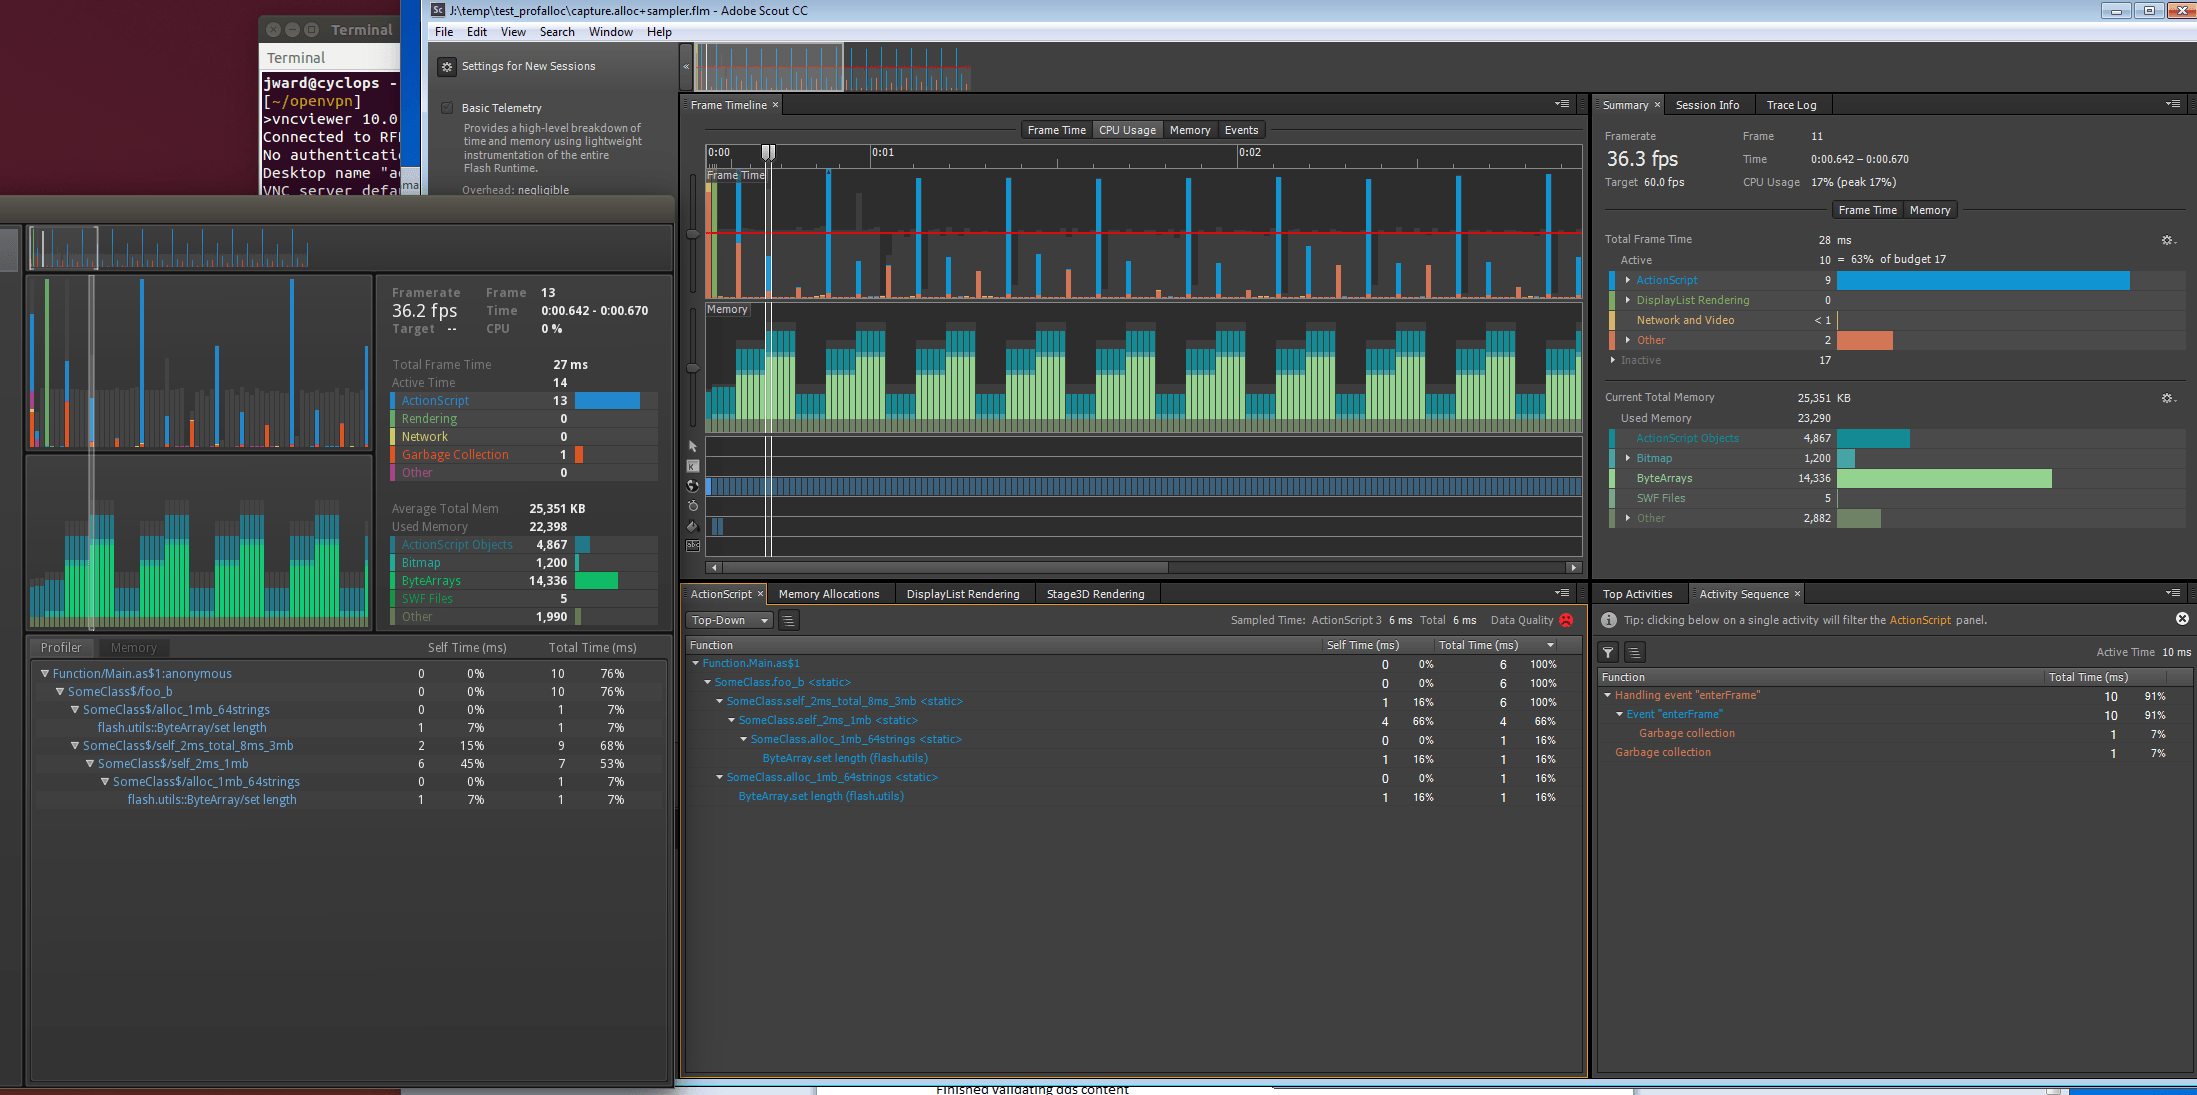 Terminal
Terminal
jward@cyclops -
[~/openvpn]
>vncviewer 10.0
Connected to RF
No authenticatio
Desktop name "a
VNC server defa
ma
Sc J:\temp\test_profalloc\capture.alloc+sampler.flm - Adobe Scout CC
File Edit View Search Window Help
Settings for New Sessions
Basic Telemetry
Provides a high-level breakdown of
time and memory using lightweight
instrumentation of the entire
Flash Runtime.
Overhead: negligible
Framerate Frame 13
36.2 fps Time 0:00.642 - 0:00.670
Target -- CPU 0 %
Total Frame Time 27 ms
Active Time 14
ActionScript 13
Rendering 0
Network 0
Garbage Collection 1
Other 0
Average Total Mem 25,351 KB
Used Memory 22,398
ActionScript Objects 4,867
Bitmap 1,200
ByteArrays 14,336
SWF Files 5
Other 1,990
Profiler Memory Self Time (ms) Total Time (ms)
Function/Main.as$1:anonymous 0 0% 10 76%
SomeClass$/foo_b 0 0% 10 76%
SomeClass$/alloc_1mb_64strings 0 0% 1 7%
flash.utils::ByteArray/set length 1 7% 1 7%
SomeClass$/self_2ms_total_8ms_3mb 2 15% 9 68%
SomeClass$/self_2ms_1mb 6 45% 7 53%
SomeClass$/alloc_1mb_64strings 0 0% 1 7%
flash.utils::ByteArray/set length 1 7% 1 7%
«
Frame Timeline ×
Frame Time CPU Usage Memory Events
0:00 0:01 0:02
Frame Time
Memory
K
ActionScript × Memory Allocations DisplayList Rendering Stage3D Rendering
Top-Down Sampled Time: ActionScript 3 6 ms Total 6 ms Data Quality
Function Self Time (ms) Total Time (ms)
Function.Main.as$1 0 0% 6 100%
SomeClass.foo_b <static> 0 0% 6 100%
SomeClass.self_2ms_total_8ms_3mb <static> 1 16% 6 100%
SomeClass.self_2ms_1mb <static> 4 66% 4 66%
SomeClass.alloc_1mb_64strings <static> 0 0% 1 16%
ByteArray.set length (flash.utils) 1 16% 1 16%
SomeClass.alloc_1mb_64strings <static> 0 0% 1 16%
ByteArray.set length (flash.utils) 1 16% 1 16%
Summary × Session Info Trace Log
Framerate Frame 11
36.3 fps Time 0:00.642 – 0:00.670
Target 60.0 fps CPU Usage 17% (peak 17%)
Frame Time Memory
Total Frame Time 28 ms
Active 10 = 63% of budget 17
ActionScript 9
DisplayList Rendering 0
Network and Video < 1
Other 2
Inactive 17
Current Total Memory 25,351 KB
Used Memory 23,290
ActionScript Objects 4,867
Bitmap 1,200
ByteArrays 14,336
SWF Files 5
Other 2,882
Top Activities Activity Sequence ×
Tip: clicking below on a single activity will filter the ActionScript panel.
Active Time 10 ms
Function Total Time (ms)
Handling event "enterFrame" 10 91%
Event "enterFrame" 10 91%
Garbage collection 1 7%
Garbage collection 1 7%
Finished validating dds content